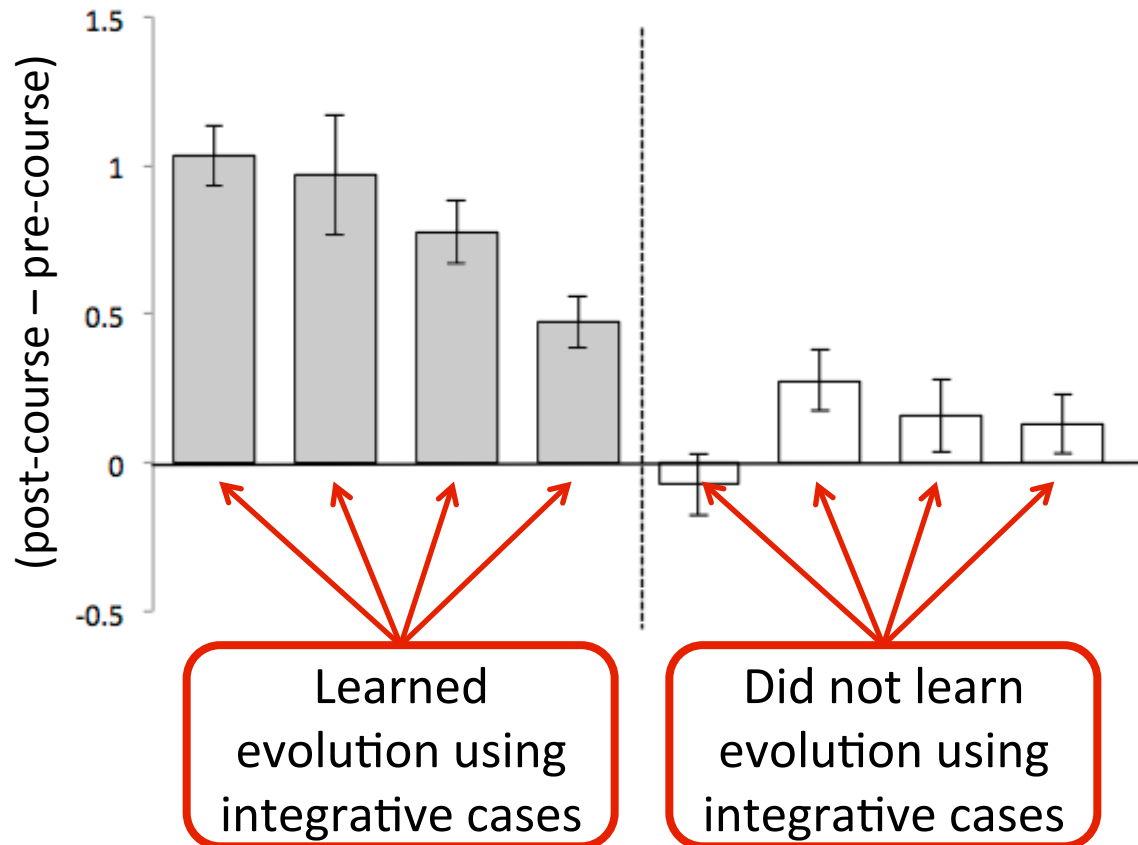 (post-course – pre-course)
1.5
1
0.5
0
-0.5
Learned
evolution using
integrative cases
Did not learn
evolution using
integrative cases